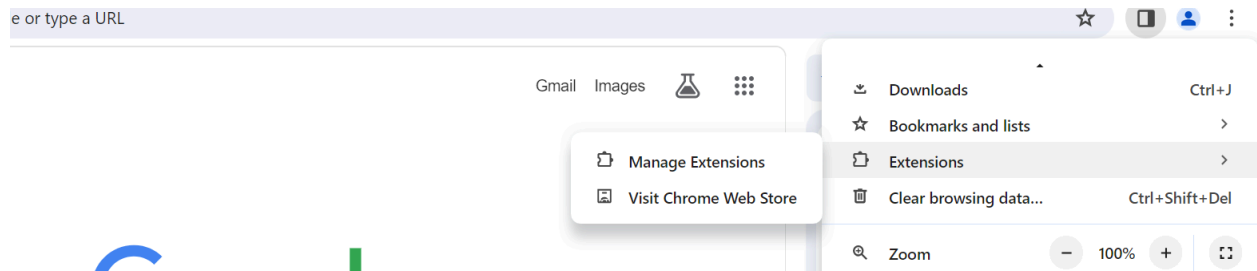 e or type a URL
Gmail Images
Downloads Ctrl+J
Bookmarks and lists
Extensions
Manage Extensions
Visit Chrome Web Store
Clear browsing data... Ctrl+Shift+Del
Zoom − 100% +